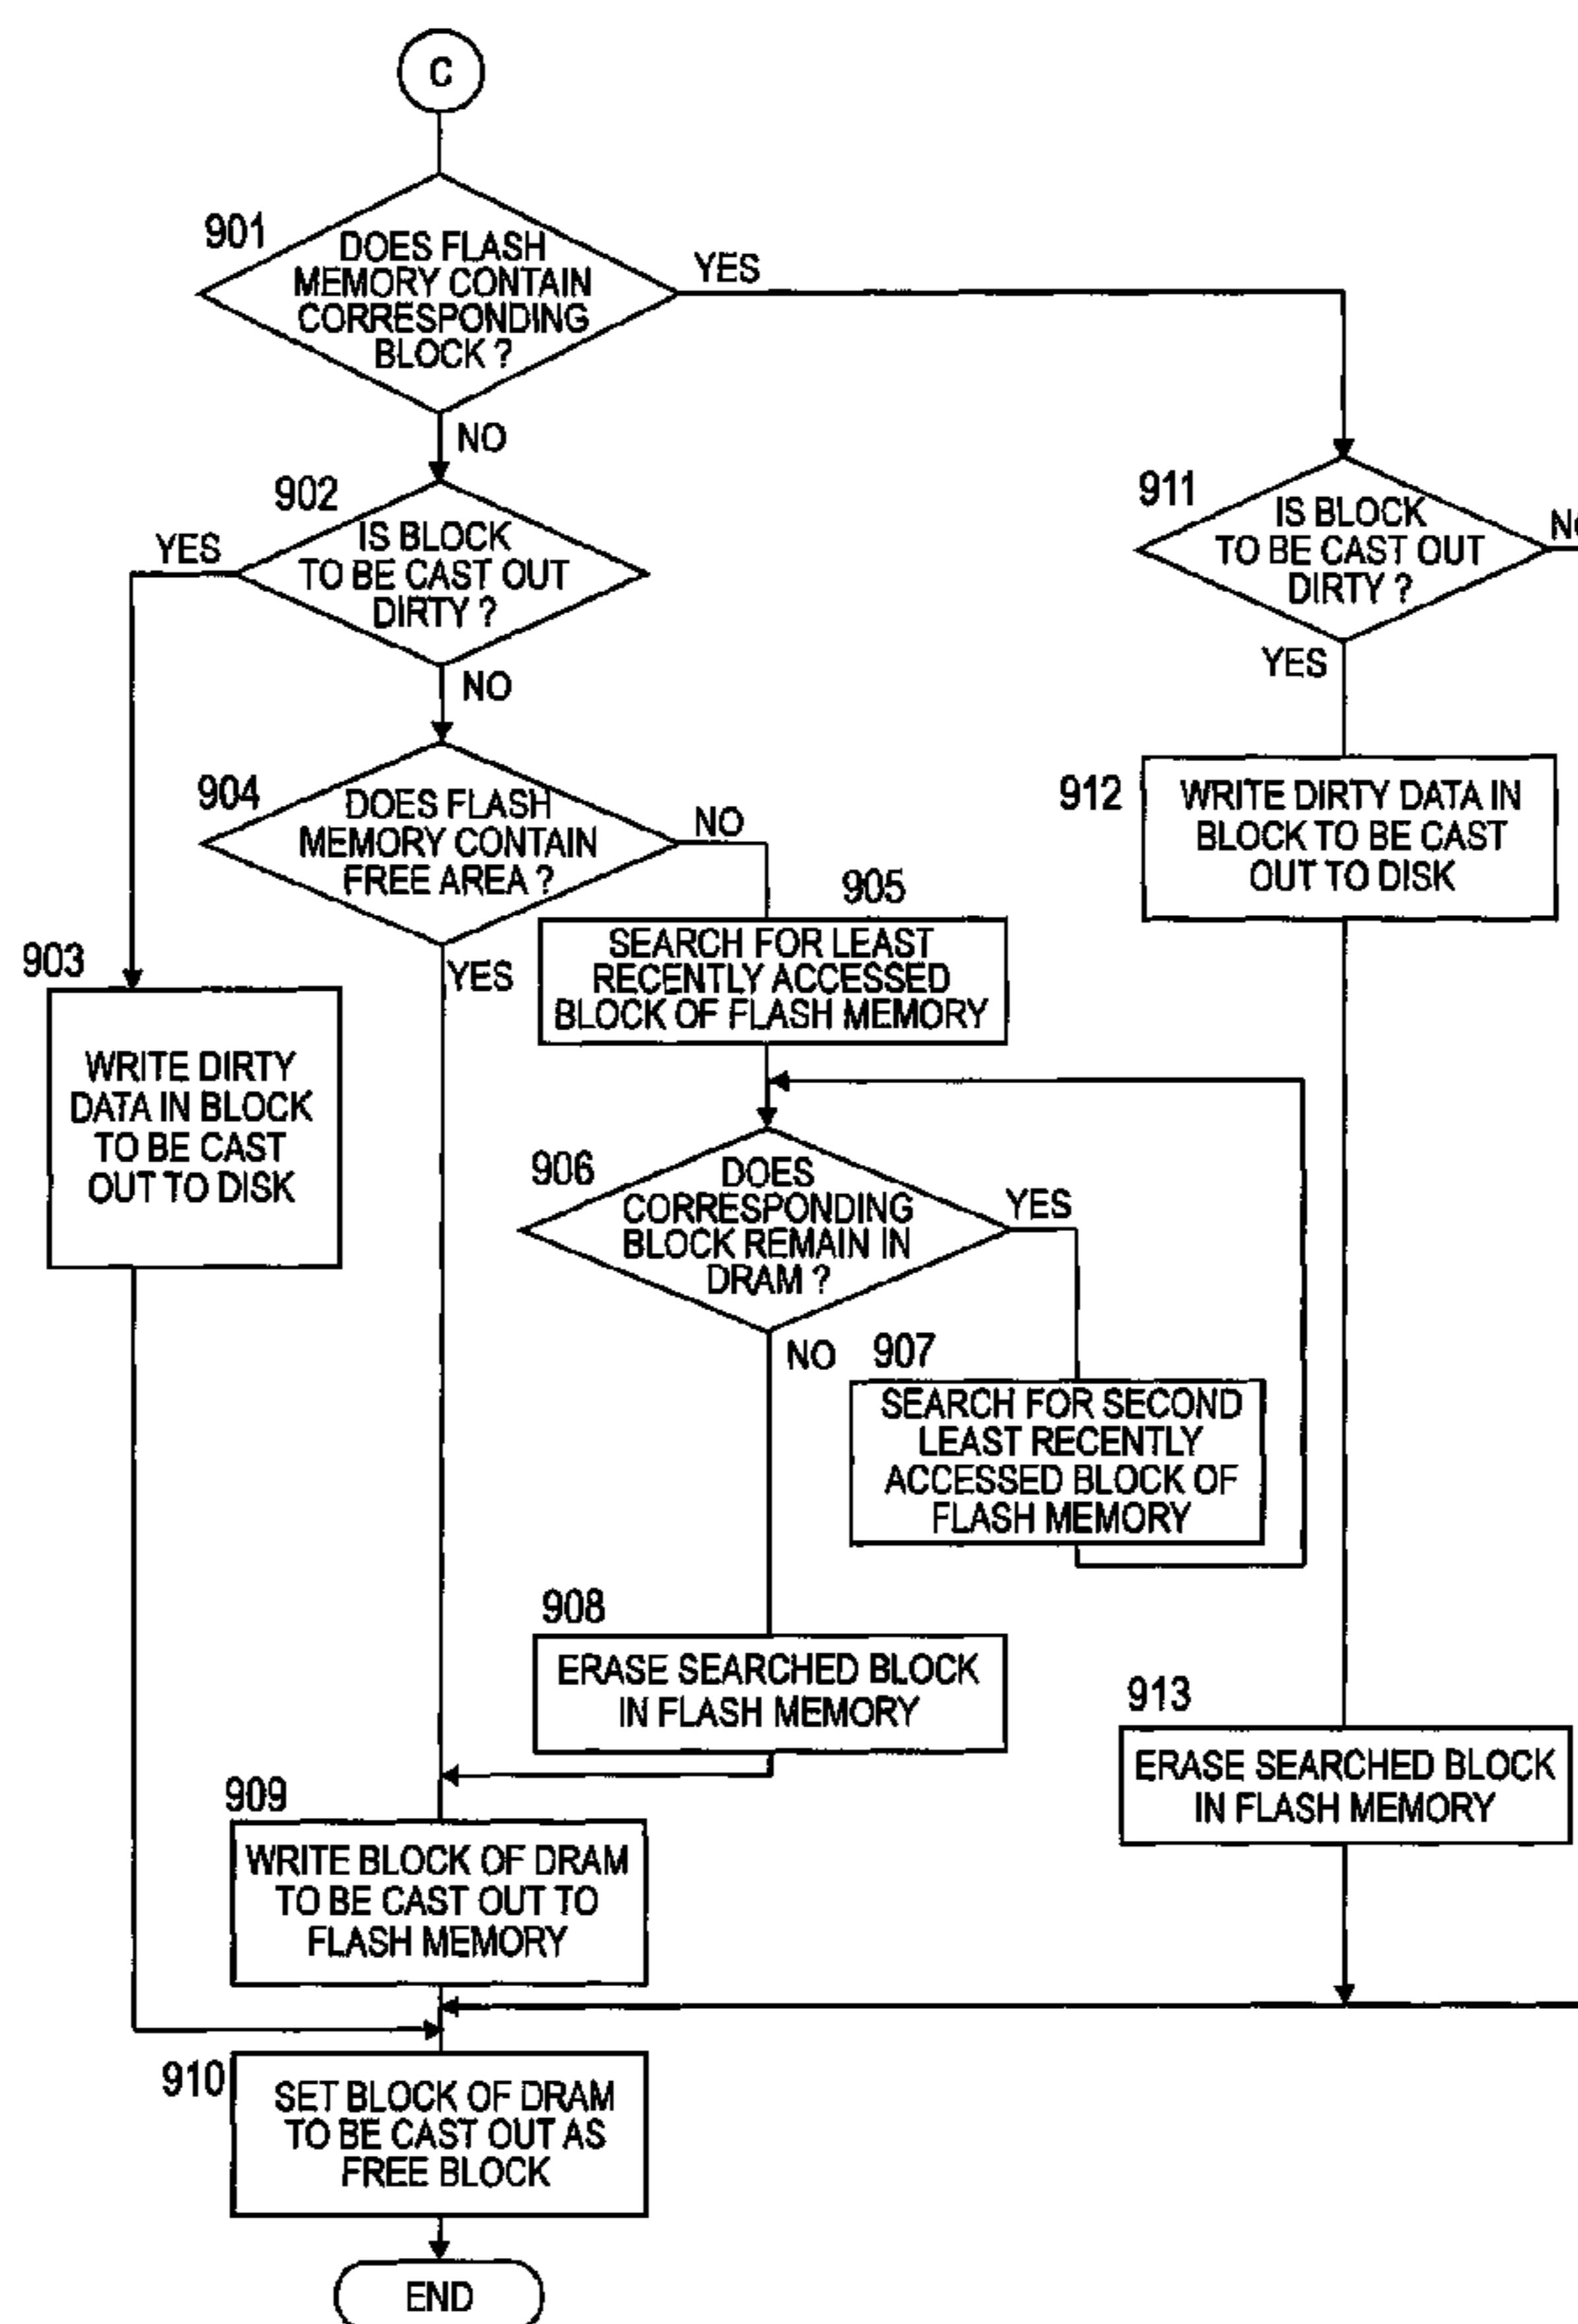 C
901
DOES FLASH
MEMORY CONTAIN
CORRESPONDING
BLOCK ?
YES
NO
902
IS BLOCK
TO BE CAST OUT
DIRTY ?
YES
NO
911
IS BLOCK
TO BE CAST OUT
DIRTY ?
YES
904
DOES FLASH
MEMORY CONTAIN
FREE AREA ?
NO
YES
912
WRITE DIRTY DATA IN
BLOCK TO BE CAST
OUT TO DISK
905
SEARCH FOR LEAST
RECENTLY ACCESSED
BLOCK OF FLASH MEMORY
903
WRITE DIRTY
DATA IN BLOCK
TO BE CAST
OUT TO DISK
906
DOES
CORRESPONDING
BLOCK REMAIN IN
DRAM ?
YES
NO
907
SEARCH FOR SECOND
LEAST RECENTLY
ACCESSED BLOCK OF
FLASH MEMORY
908
ERASE SEARCHED BLOCK
IN FLASH MEMORY
913
ERASE SEARCHED BLOCK
IN FLASH MEMORY
909
WRITE BLOCK OF DRAM
TO BE CAST OUT TO
FLASH MEMORY
910
SET BLOCK OF DRAM
TO BE CAST OUT AS
FREE BLOCK
END